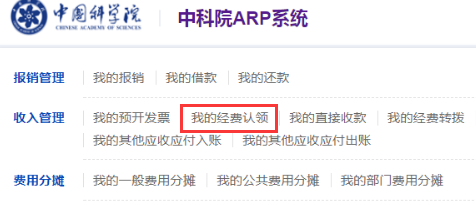 中国科学院 中科院ARP系统
CHINESE ACADEMY OF SCIENCES
报销管理 我的报销 我的借款 我的还款
收入管理 我的预开发票 我的经费认领 我的直接收款 我的经费转拨
我的其他应收应付入账 我的其他应收应付出账
费用分摊 我的一般费用分摊 我的公共费用分摊 我的部门费用分摊